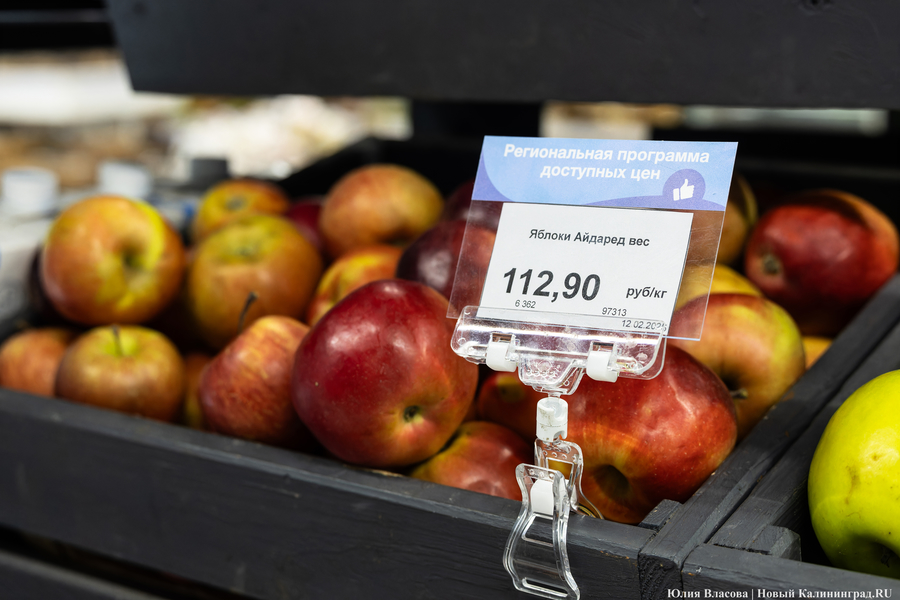 Региональная программа
доступных цен
Яблоки Айдаред вес
112,90 руб/кг
6 362
97313
Юлия Власова | Новый Калининград.RU